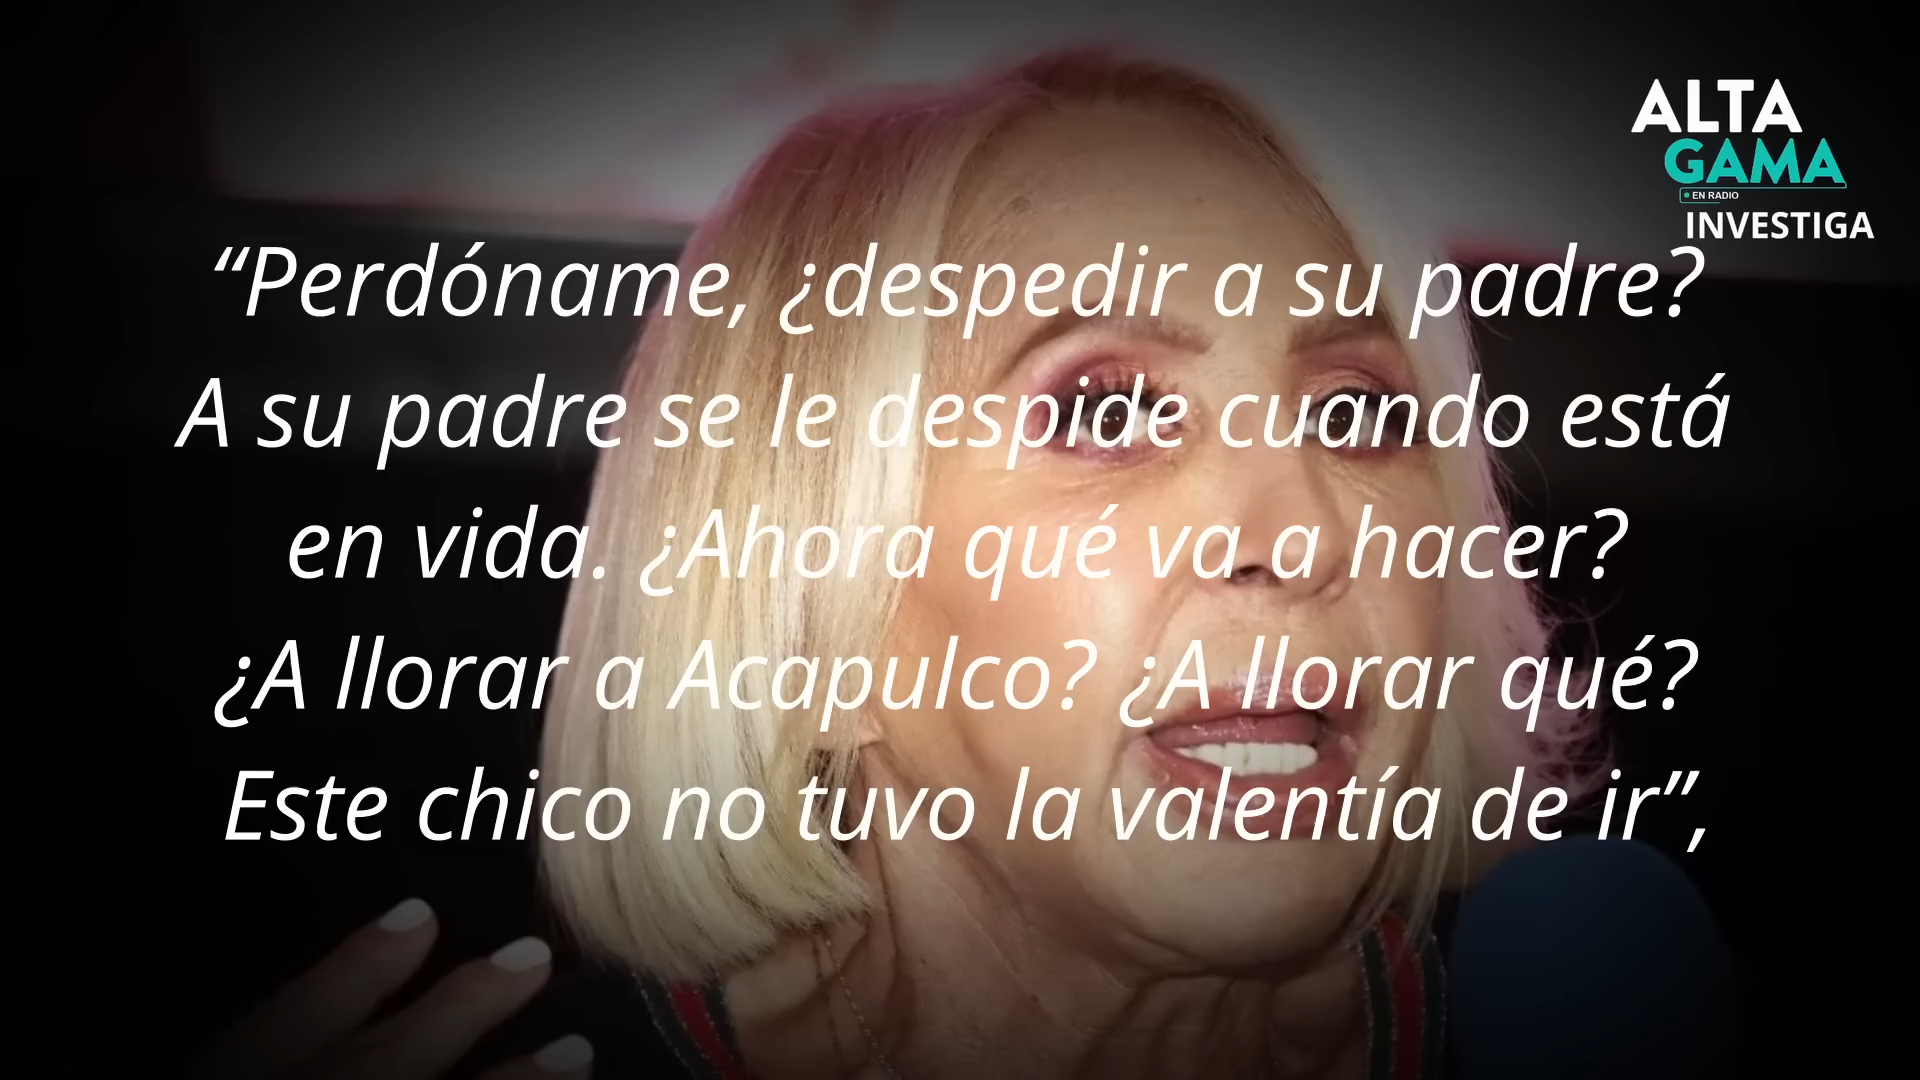 ALTA
GAMA
EN RADIO
INVESTIGA
“Perdóname, ¿despedir a su padre?
A su padre se le despide cuando está
en vida. ¿Ahora qué va a hacer?
¿A llorar a Acapulco? ¿A llorar qué?
Este chico no tuvo la valentía de ir”,